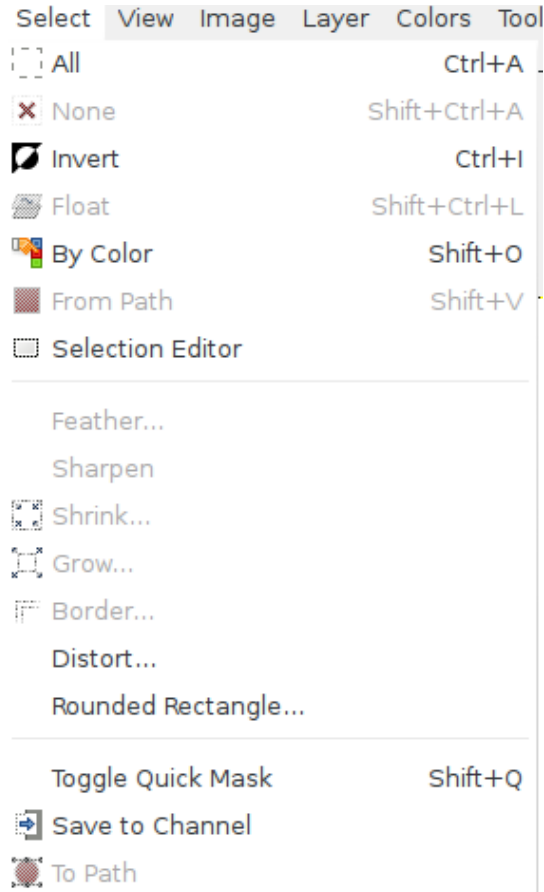 Select View Image Layer Colors Tool
All Ctrl+A
None Shift+Ctrl+A
Invert Ctrl+I
Float Shift+Ctrl+L
By Color Shift+O
From Path Shift+V
Selection Editor
Feather...
Sharpen
Shrink...
Grow...
Border...
Distort...
Rounded Rectangle...
Toggle Quick Mask Shift+Q
Save to Channel
To Path